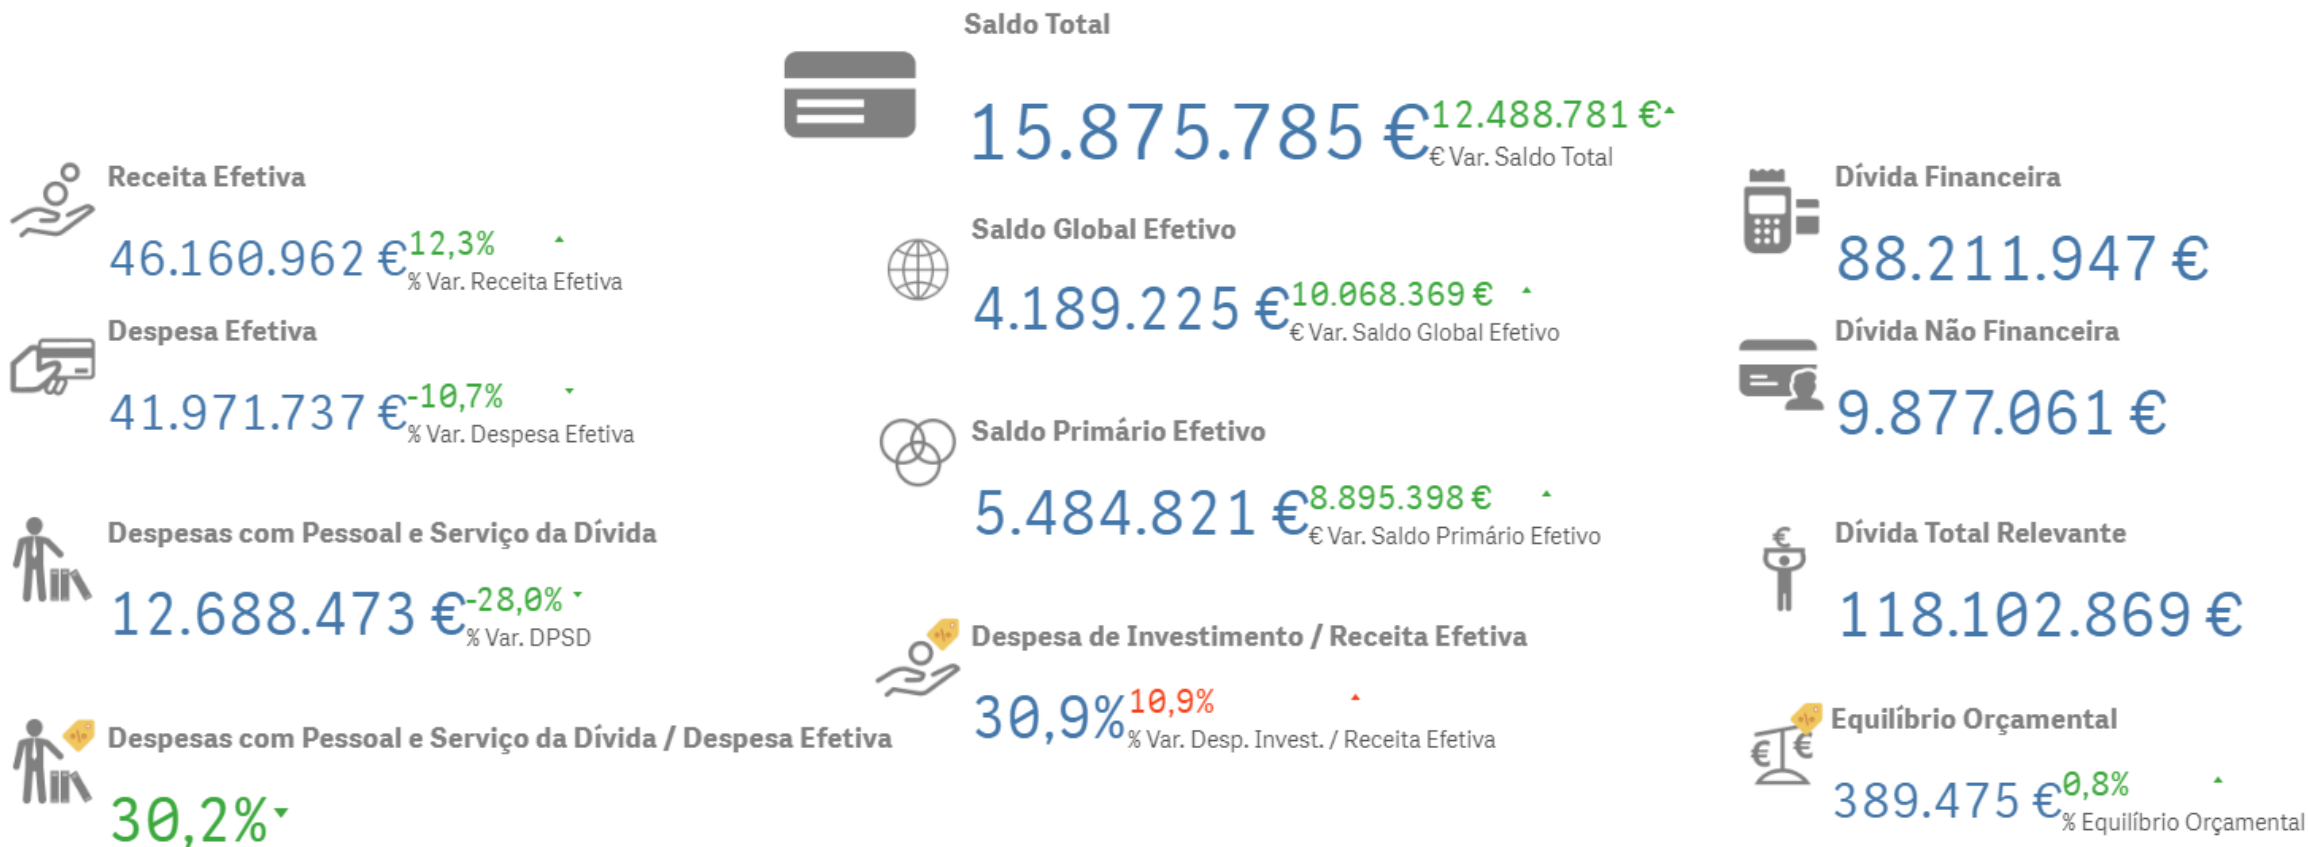 Saldo Total
15.875.785 €
12.488.781 €
€ Var. Saldo Total
Receita Efetiva
46.160.962 €
12,3%
% Var. Receita Efetiva
Despesa Efetiva
41.971.737 €
-10,7%
% Var. Despesa Efetiva
Despesas com Pessoal e Serviço da Dívida
12.688.473 €
-28,0%
% Var. DPSD
Despesas com Pessoal e Serviço da Dívida / Despesa Efetiva
30,2%
Saldo Global Efetivo
4.189.225 €
10.068.369 €
€ Var. Saldo Global Efetivo
Saldo Primário Efetivo
5.484.821 €
8.895.398 €
€ Var. Saldo Primário Efetivo
Despesa de Investimento / Receita Efetiva
30,9%
10,9%
% Var. Desp. Invest. / Receita Efetiva
Dívida Financeira
88.211.947 €
Dívida Não Financeira
9.877.061 €
Dívida Total Relevante
118.102.869 €
Equilíbrio Orçamental
389.475 €
0,8%
% Equilíbrio Orçamental